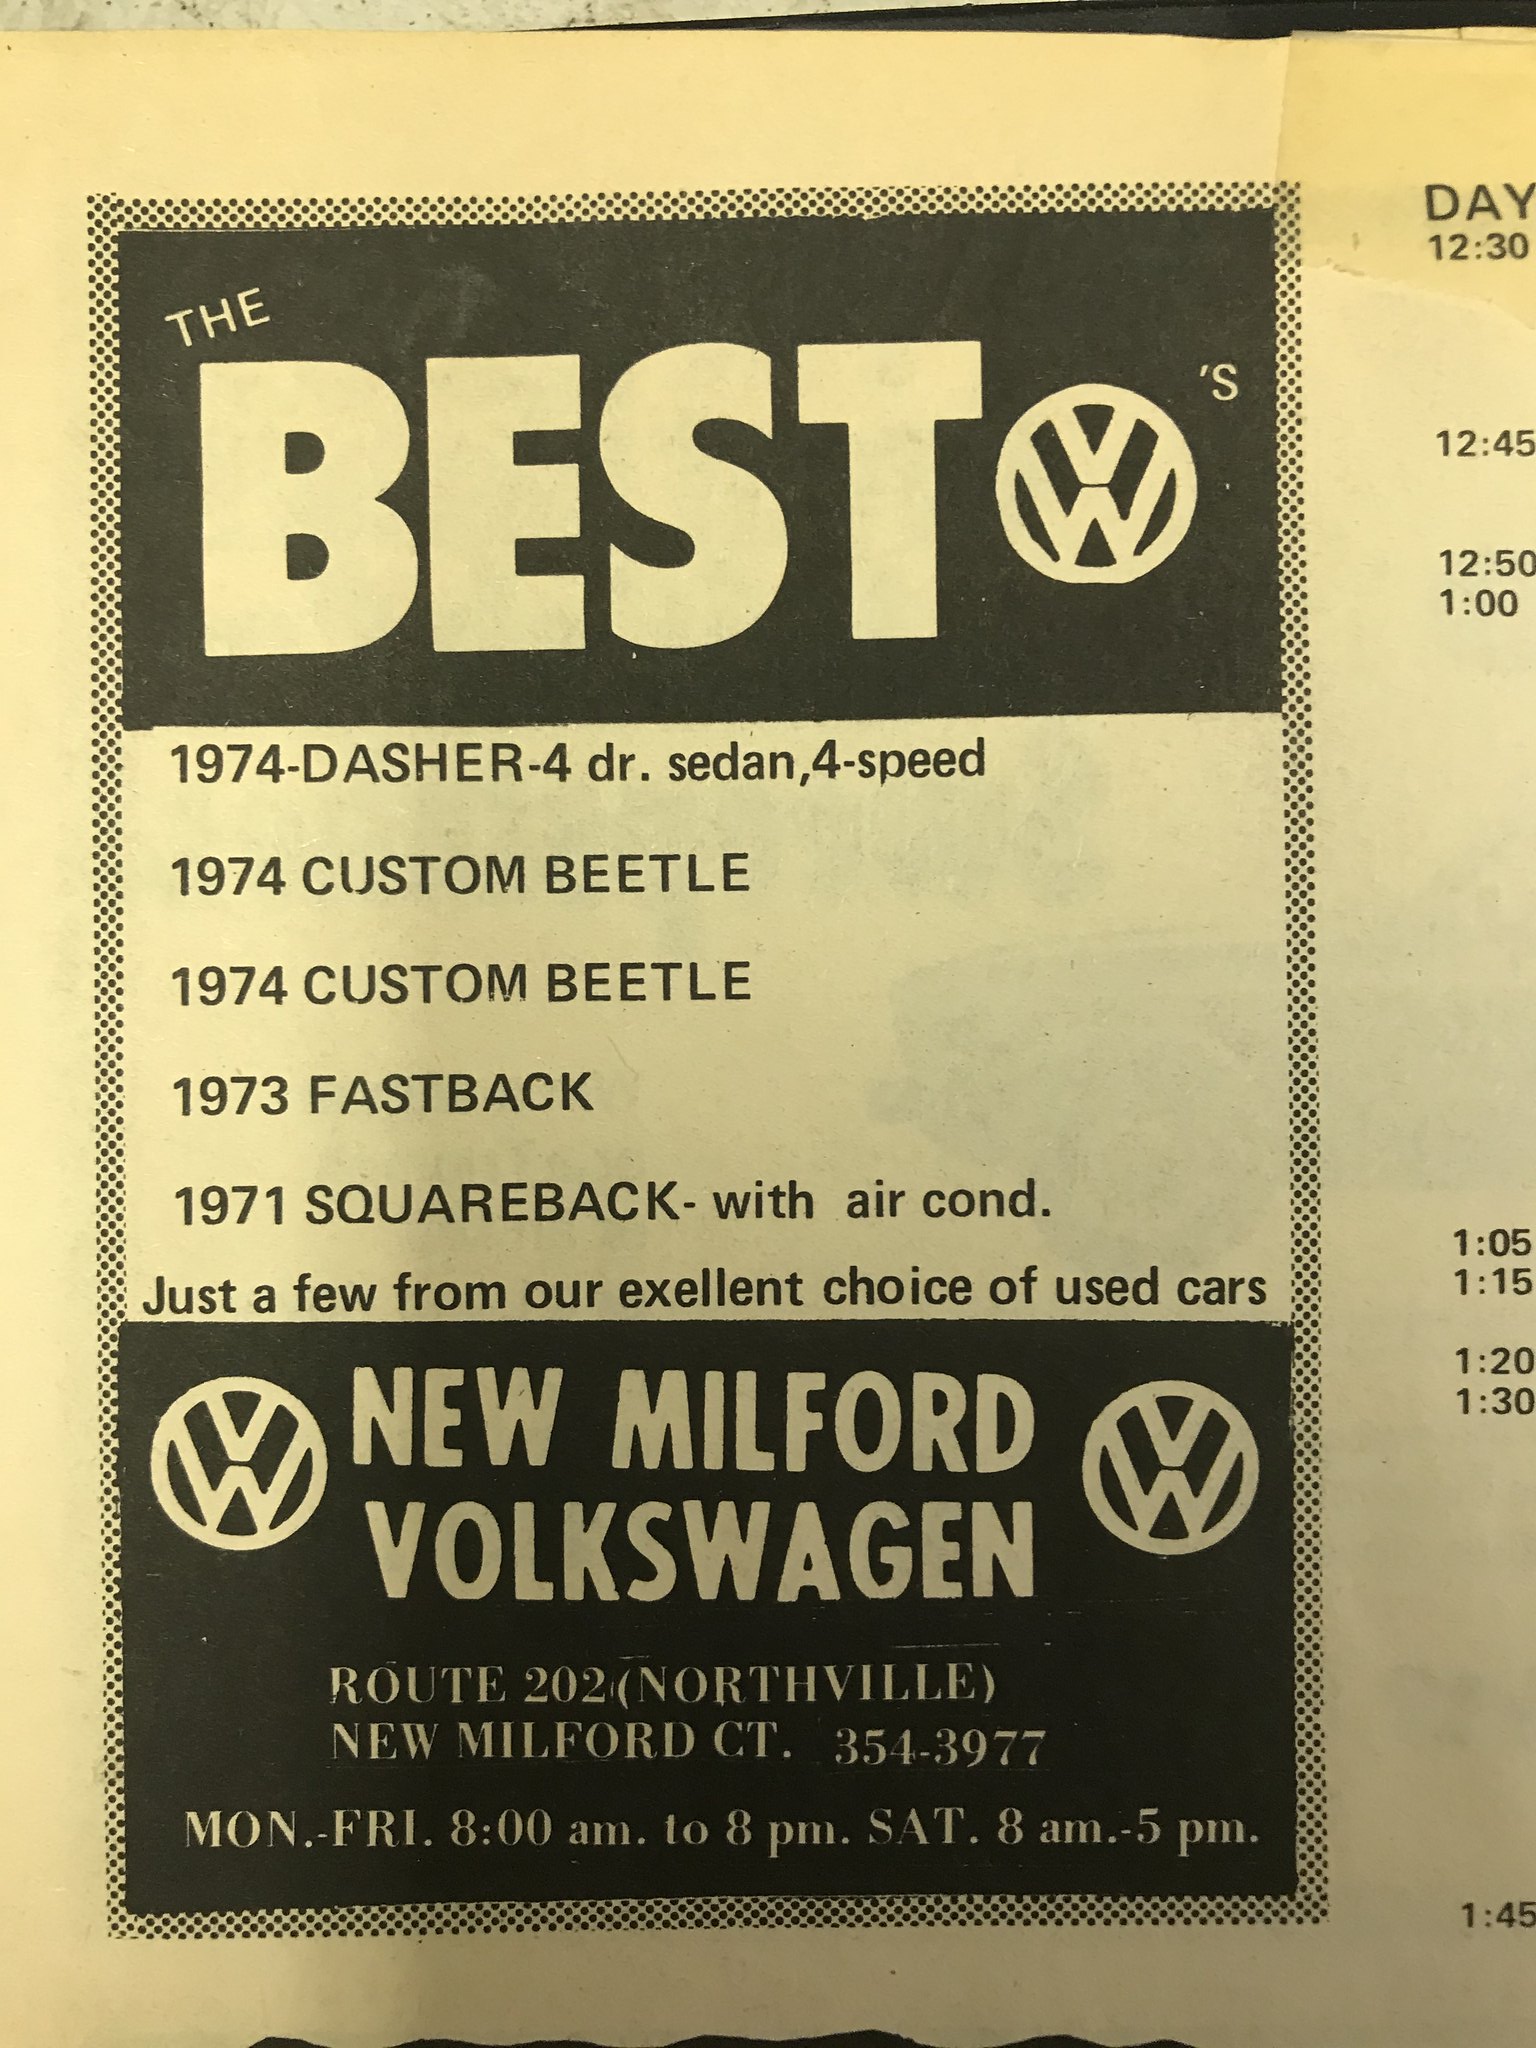 THE
BEST VW 'S
1974-DASHER-4 dr. sedan,4-speed
1974 CUSTOM BEETLE
1974 CUSTOM BEETLE
1973 FASTBACK
1971 SQUAREBACK- with air cond.
Just a few from our exellent choice of used cars
VW NEW MILFORD VW
VOLKSWAGEN
ROUTE 202 (NORTHVILLE)
NEW MILFORD CT. 354-3977
MON.-FRI. 8:00 am. to 8 pm. SAT. 8 am.-5 pm.
DAY
12:30
12:45
12:50
1:00
1:05
1:15
1:20
1:30
1:45